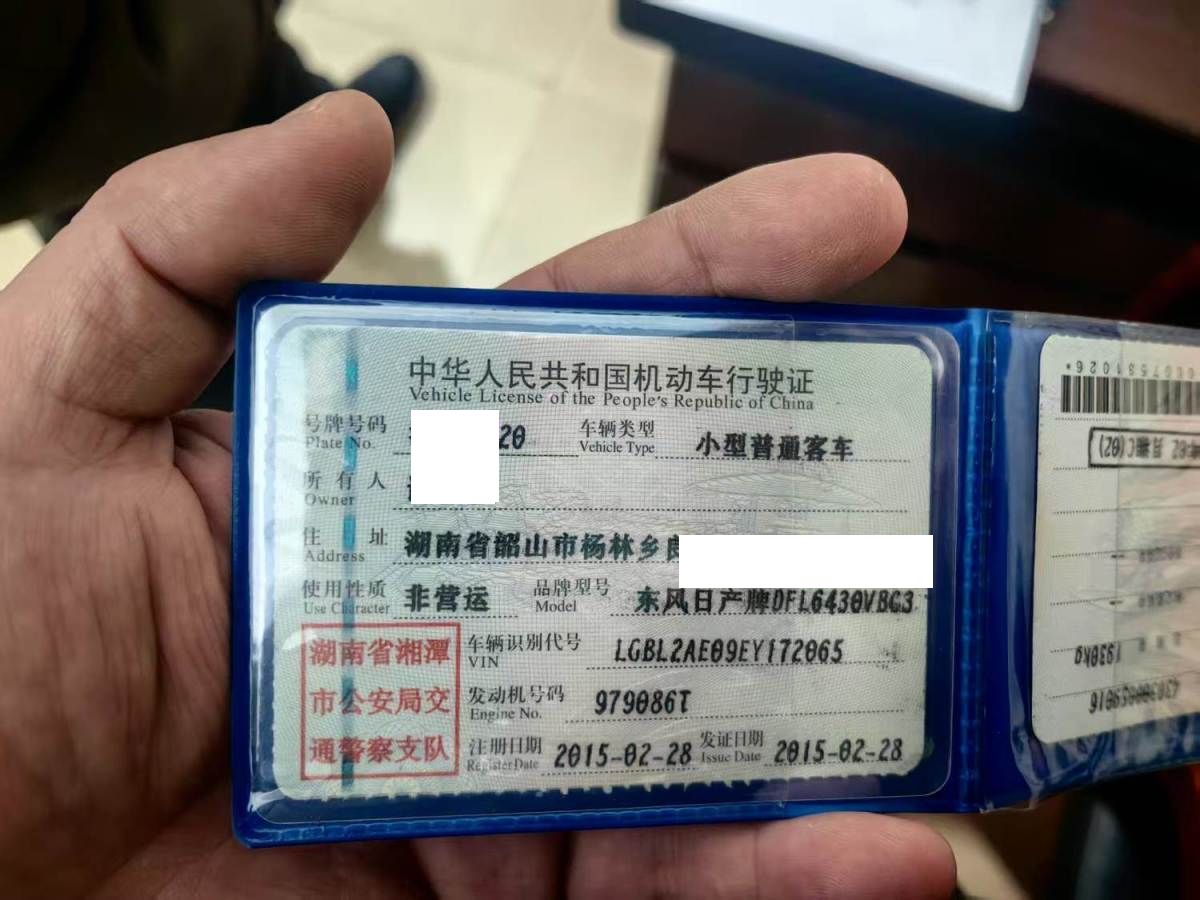 中华人民共和国机动车行驶证
Vehicle License of the People's Republic of China
号牌号码 20 车辆类型 小型普通客车
Plate No. Vehicle Type
所有人
Owner
住址 湖南省韶山市杨林乡
Address
使用性质 非营运 品牌型号 东风日产牌DFL6430VBC3
Use Character Model
湖南省湘潭
市公安局交
通警察支队
车辆识别代号 LGBL2AE09EY172065
VIN
发动机号码 979086T
Engine No.
注册日期 2015-02-28 发证日期 2015-02-28
Register Date Issue Date
1930kg